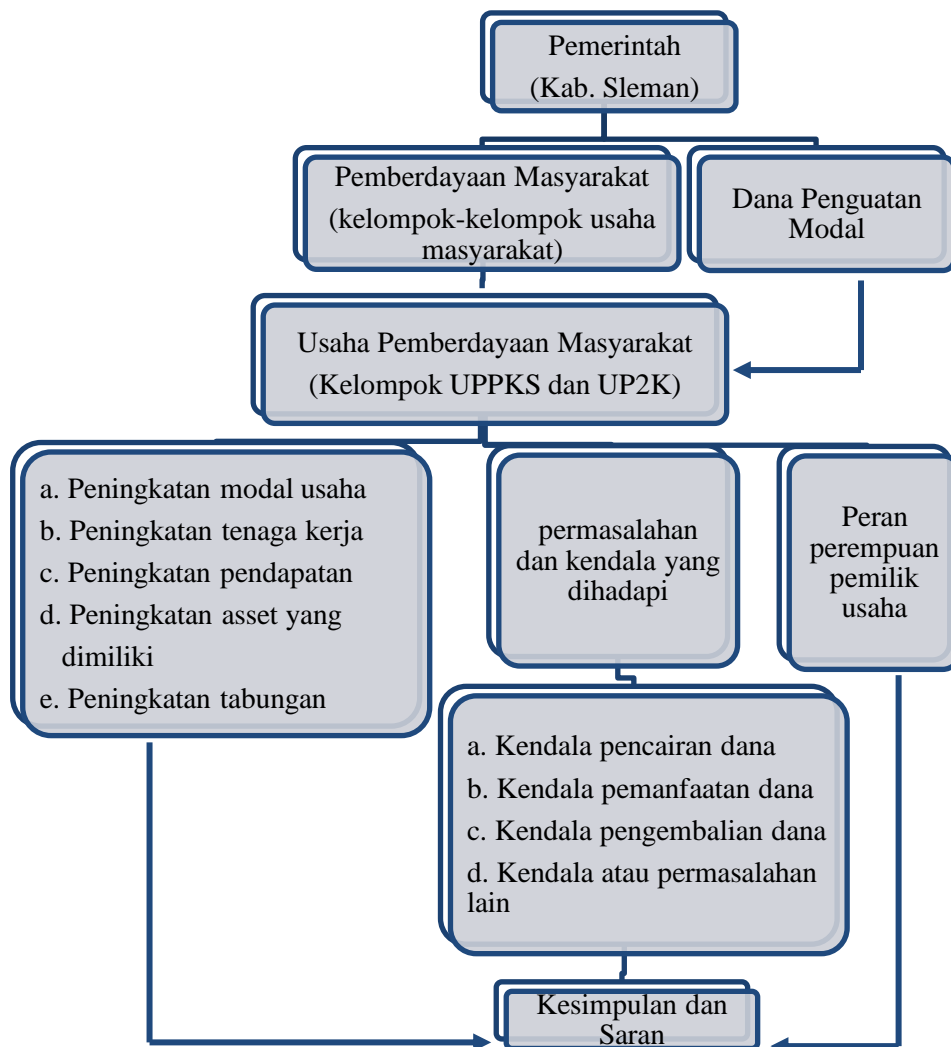 Pemerintah
(Kab. Sleman)
Pemberdayaan Masyarakat
(kelompok-kelompok usaha
masyarakat)
Dana Penguatan
Modal
Usaha Pemberdayaan Masyarakat
(Kelompok UPPKS dan UP2K)
a. Peningkatan modal usaha
b. Peningkatan tenaga kerja
c. Peningkatan pendapatan
d. Peningkatan asset yang
dimiliki
e. Peningkatan tabungan
permasalahan
dan kendala yang
dihadapi
Peran
perempuan
pemilik
usaha
a. Kendala pencairan dana
b. Kendala pemanfaatan dana
c. Kendala pengembalian dana
d. Kendala atau permasalahan
lain
Kesimpulan dan
Saran